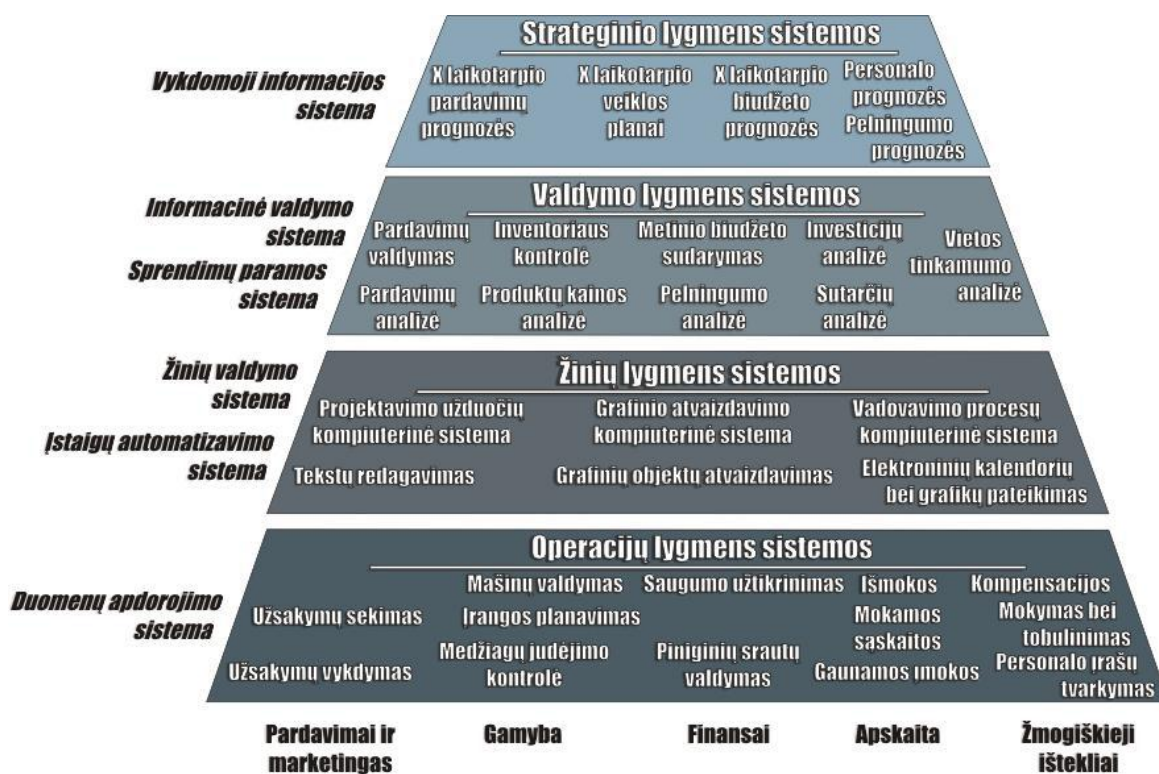 Strateginio lygmens sistemos
Vykdomoji informacijos
sistema
X laikotarpio
pardavimų
prognozės
X laikotarpio
veiklos
planai
X laikotarpio
biudžeto
prognozės
Personalo
prognozės
Pelningumo
prognozės
Valdymo lygmens sistemos
Informacinė valdymo
sistema
Sprendimų paramos
sistema
Pardavimų
valdymas
Inventoriaus
kontrolė
Metinio biudžeto
sudarymas
Investicijų
analizė
Vietos
tinkamumo
analizė
Pardavimų
analizė
Produktų kainos
analizė
Pelningumo
analizė
Sutarčių
analizė
Žinių lygmens sistemos
Žinių valdymo
sistema
Įstaigų automatizavimo
sistema
Projektavimo užduočių
kompiuterinė sistema
Grafinio atvaizdavimo
kompiuterinė sistema
Vadovavimo procesų
kompiuterinė sistema
Tekstų redagavimas
Grafinių objektų atvaizdavimas
Elektroninių kalendorių
bei grafikų pateikimas
Operacijų lygmens sistemos
Duomenų apdorojimo
sistema
Užsakymų sekimas
Užsakymų vykdymas
Mašinų valdymas
Įrangos planavimas
Medžiagų judėjimo
kontrolė
Saugumo užtikrinimas
Piniginių srautų
valdymas
Išmokos
Mokamos
sąskaitos
Gaunamos įmokos
Kompensacijos
Mokymas bei
tobulinimas
Personalo įrašų
tvarkymas
Pardavimai ir
marketingas
Gamyba
Finansai
Apskaita
Žmogiškieji
ištekliai